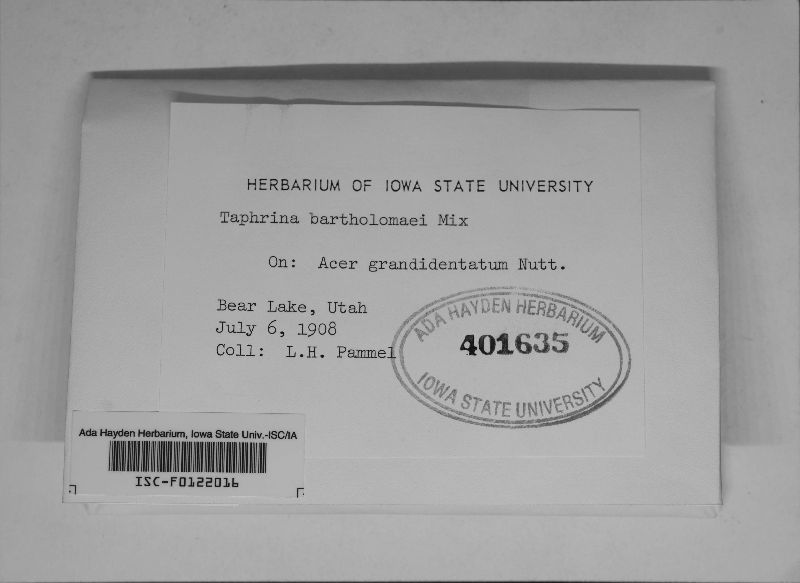 HERBARIUM OF IOWA STATE UNIVERSITY
Taphrina bartholomaei Mix
On: Acer grandidentatum Nutt.
Bear Lake, Utah
July 6, 1908
Coll: L.H. Pammel
ADA HAYDEN HERBARIUM
401635
IOWA STATE UNIVERSITY
Ada Hayden Herbarium, Iowa State Univ.-ISC/IA
ISC-F0122016